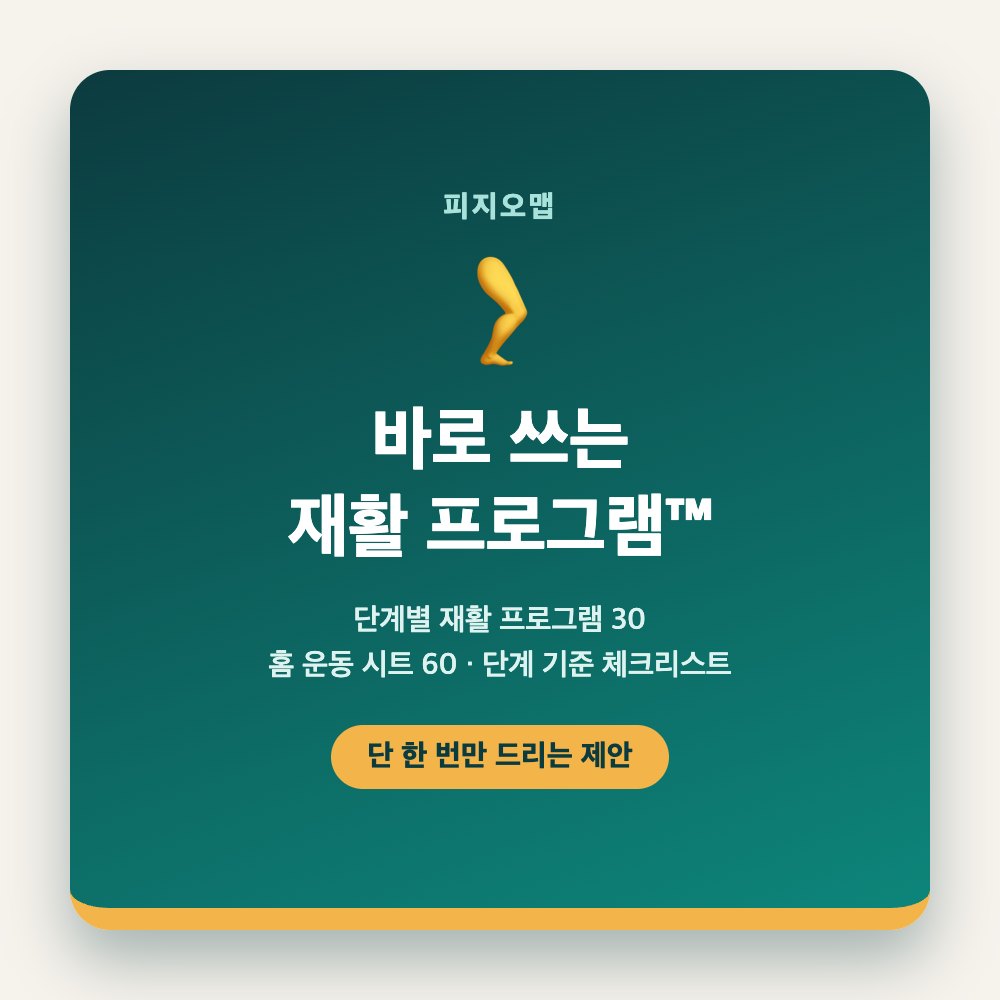 피지오맵
바로 쓰는
재활 프로그램™
단계별 재활 프로그램 30
홈 운동 시트 60 · 단계 기준 체크리스트
단 한 번만 드리는 제안